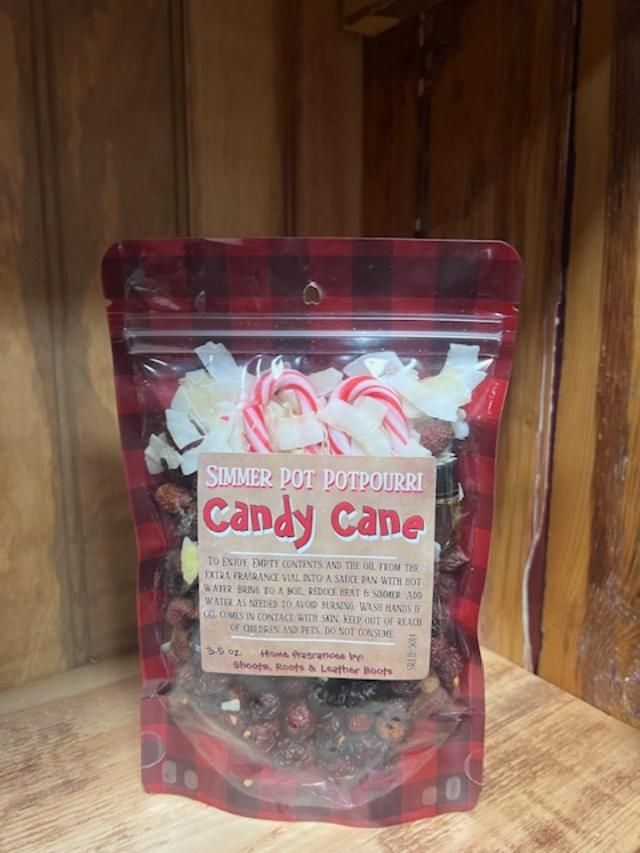 Simmer Pot Potpourri
Candy Cane
To Enjoy, Empty contents and the oil from the
extra fragrance vial into a sauce pan with hot
water. Bring to a boil, reduce heat & simmer. Add
water as needed to avoid burning. Wash hands if
oil comes in contact with skin. Keep out of reach
of children and pets. Do not consume.
3.5 oz.
Home fragrances by:
Shoots, Roots & Leather Boots